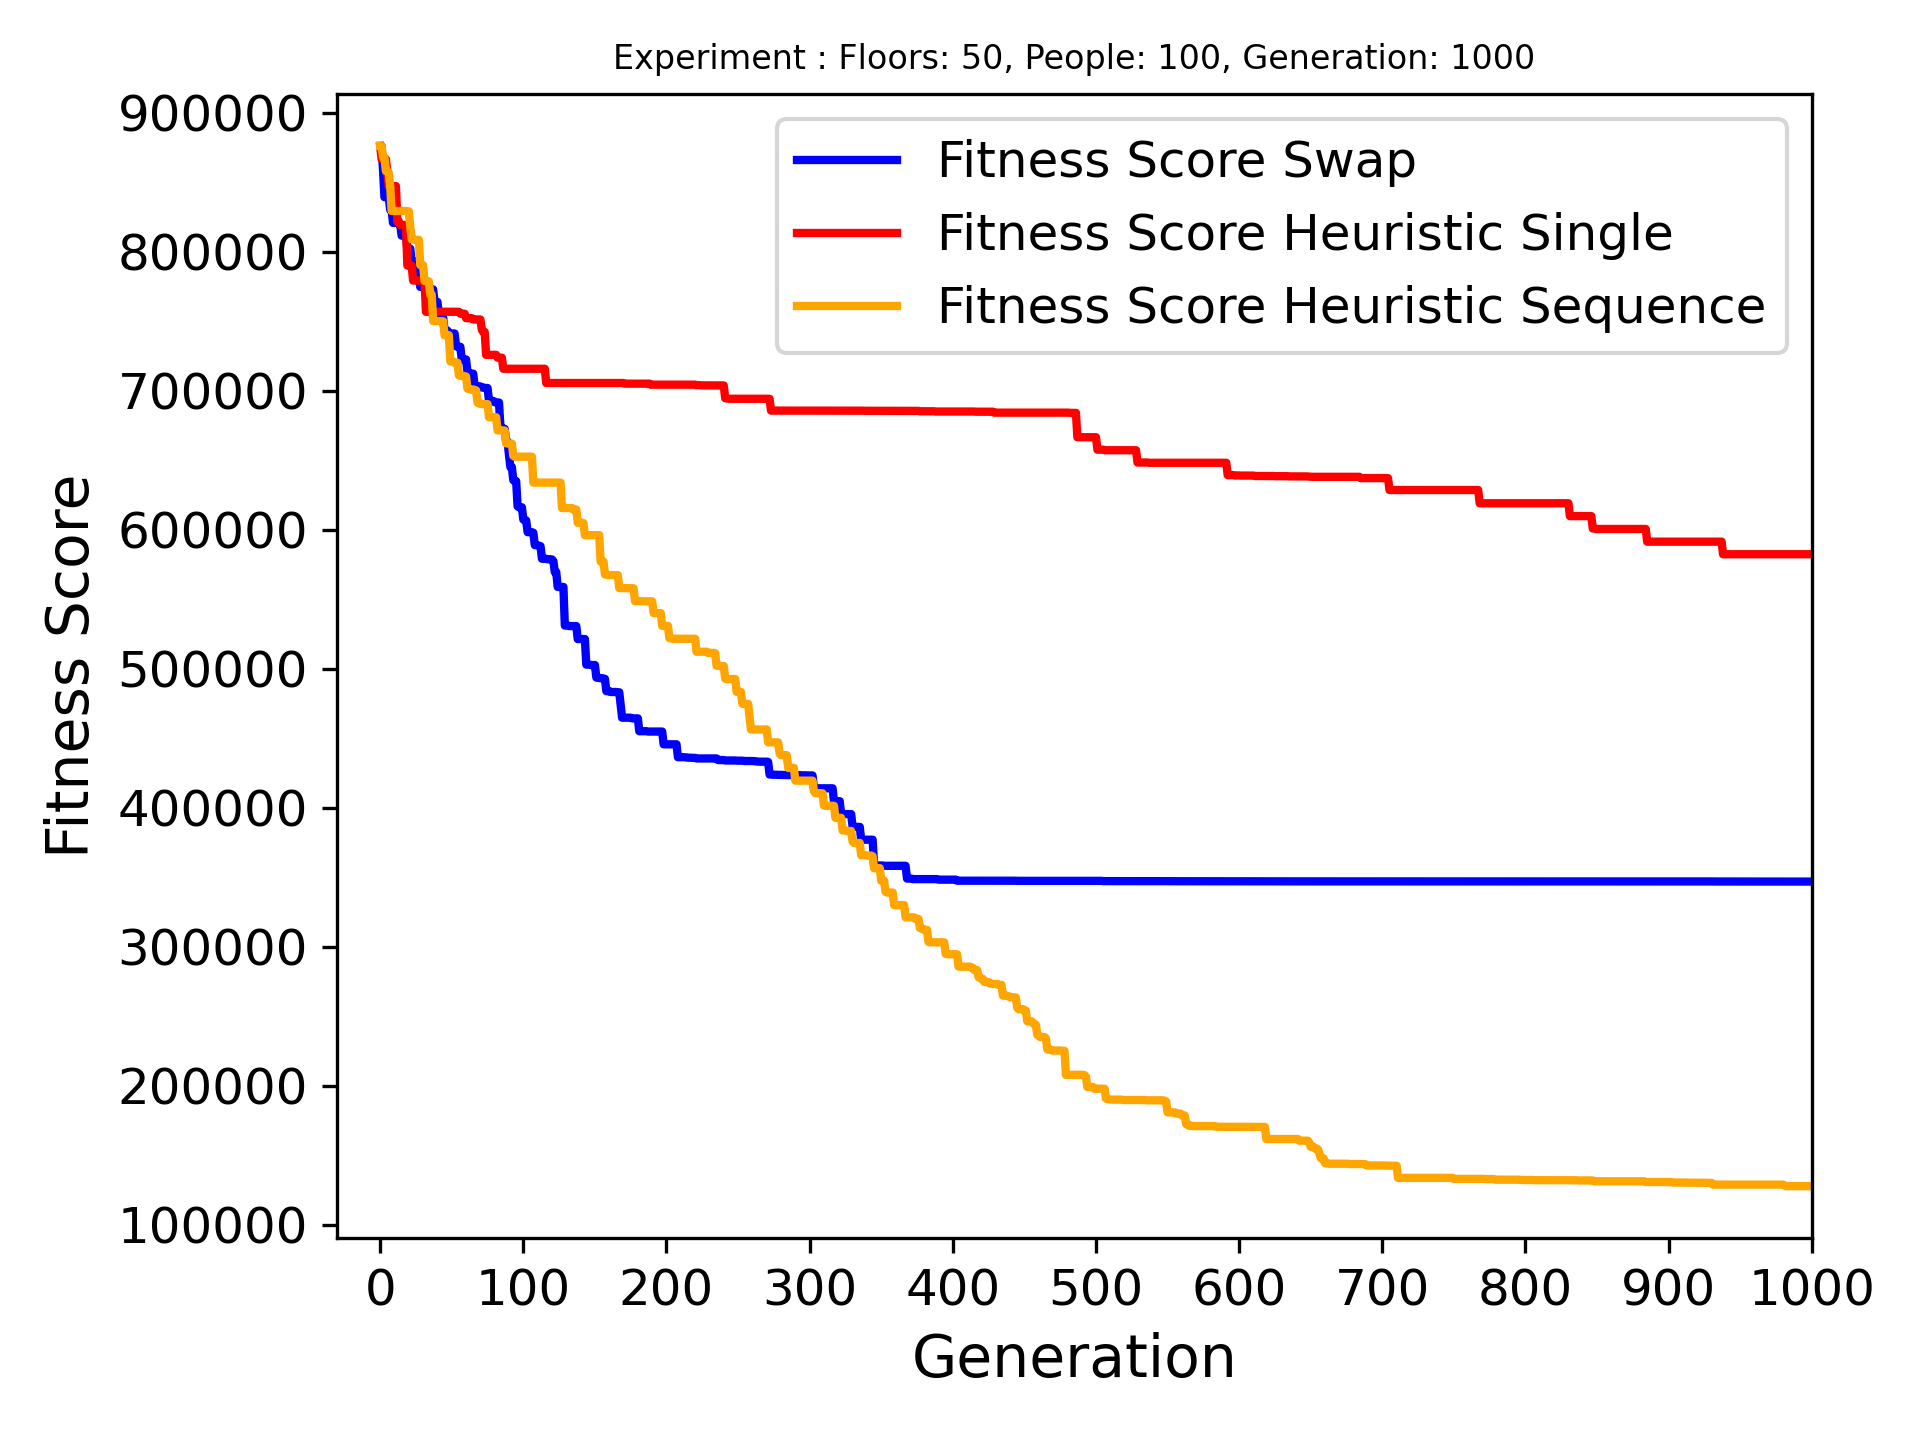 Experiment : Floors: 50, People: 100, Generation: 1000
900000
800000
700000
600000
500000
400000
300000
200000
100000
Fitness Score
Fitness Score Swap
Fitness Score Heuristic Single
Fitness Score Heuristic Sequence
0 100 200 300 400 500 600 700 800 900 1000
Generation